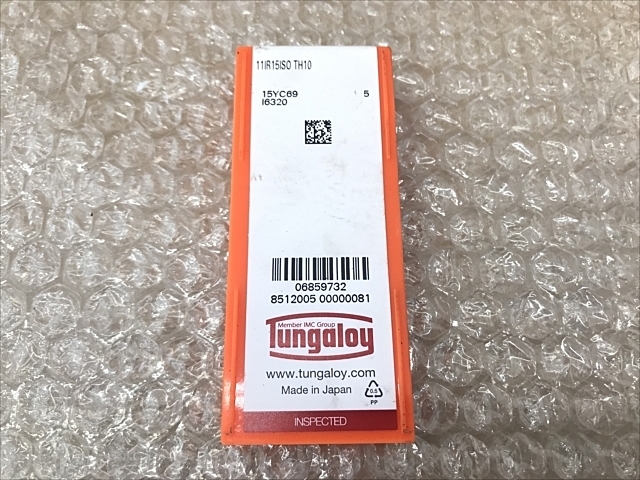 11IR15ISO TH10
15YC69 5
I6320
06859732
8512005 00000081
Member IMC Group
Tungaloy
www.tungaloy.com
Made in Japan
0.5
PP
INSPECTED